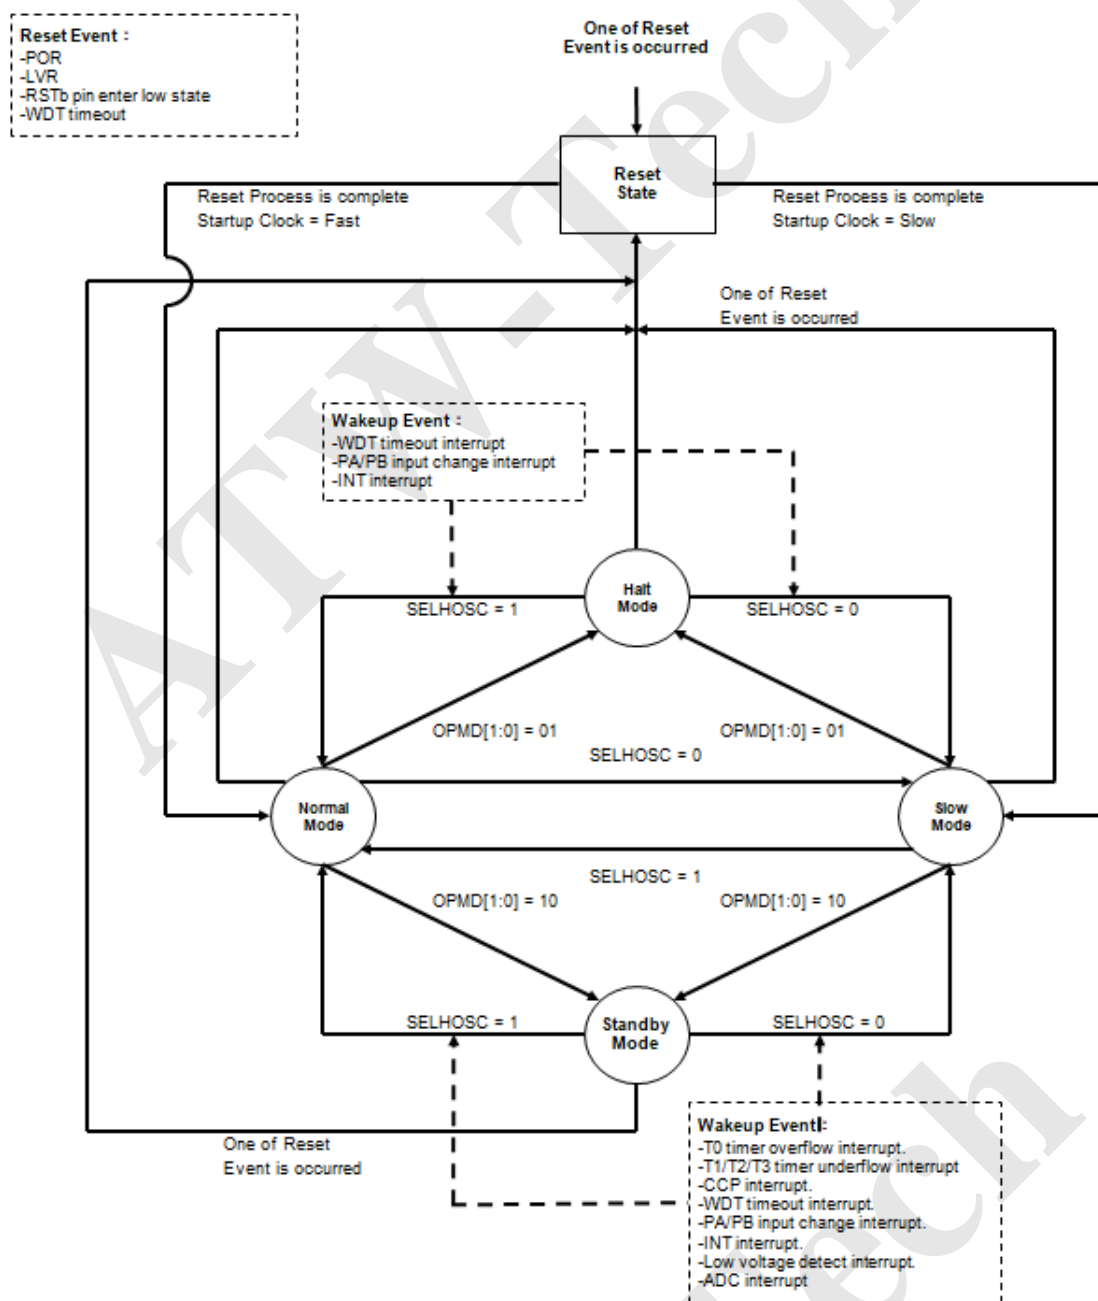 Reset Event :
-POR
-LVR
-RSTb pin enter low state
-WDT timeout
One of Reset
Event is occurred
Reset
State
Reset Process is complete
Startup Clock = Fast
Reset Process is complete
Startup Clock = Slow
One of Reset
Event is occurred
Wakeup Event :
-WDT timeout interrupt
-PA/PB input change interrupt
-INT interrupt
Halt
Mode
SELHOSC = 1
SELHOSC = 0
OPMD[1:0] = 01
OPMD[1:0] = 01
SELHOSC = 0
Normal
Mode
Slow
Mode
SELHOSC = 1
OPMD[1:0] = 10
OPMD[1:0] = 10
SELHOSC = 1
Standby
Mode
SELHOSC = 0
One of Reset
Event is occurred
Wakeup Event:
-T0 timer overflow interrupt.
-T1/T2/T3 timer underflow interrupt
-CCP interrupt.
-WDT timeout interrupt.
-PA/PB input change interrupt.
-INT interrupt.
-Low voltage detect interrupt.
-ADC interrupt
ATW-Tech
Tech